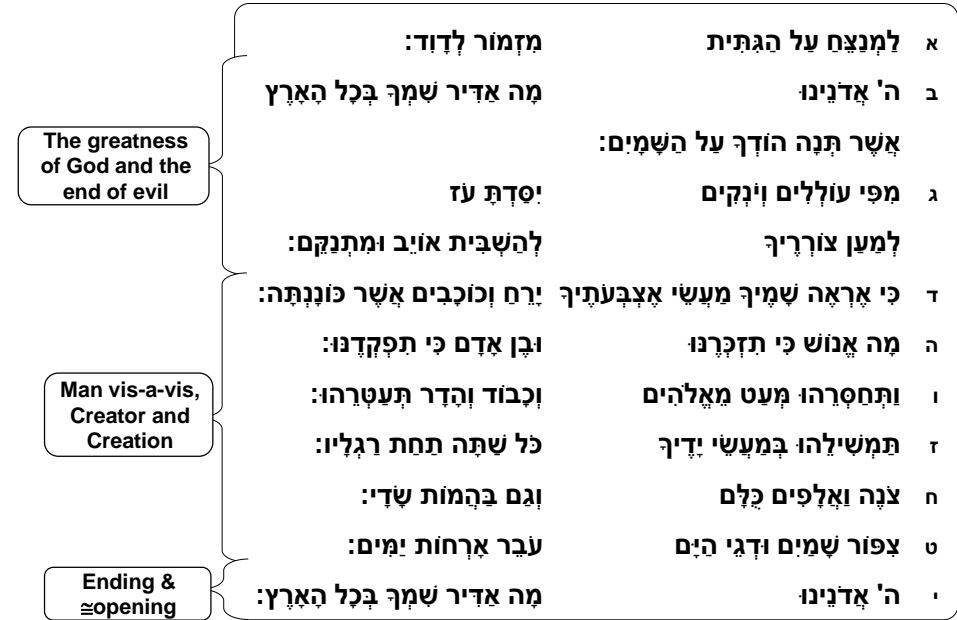 א לַמְנַצֵּחַ עַל הַגִּתִּית מִזְמוֹר לְדָוִד:
ב ה' אֲדֹנֵינוּ מָה אַדִּיר שִׁמְךָ בְּכָל הָאָרֶץ
אֲשֶׁר תְּנָה הוֹדְךָ עַל הַשָּׁמָיִם:
The greatness
of God and the
end of evil
ג מִפִּי עוֹלְלִים וְיֹנְקִים יִסַּדְתָּ עֹז
לְמַעַן צוֹרְרֶיךָ לְהַשְׁבִּית אוֹיֵב וּמִתְנַקֵּם:
ד כִּי אֶרְאֶה שָׁמֶיךָ מַעֲשֵׂי אֶצְבְּעֹתֶיךָ יָרֵחַ וְכוֹכָבִים אֲשֶׁר כּוֹנָנְתָּה:
ה מָה אֱנוֹשׁ כִּי תִזְכְּרֶנּוּ וּבֶן אָדָם כִּי תִפְקְדֶנּוּ:
Man vis-a-vis,
Creator and
Creation
ו וַתְּחַסְּרֵהוּ מְּעַט מֵאֱלֹהִים וְכָבוֹד וְהָדָר תְּעַטְּרֵהוּ:
ז תַּמְשִׁילֵהוּ בְּמַעֲשֵׂי יָדֶיךָ כֹּל שַׁתָּה תַחַת רַגְלָיו:
ח צֹנֶה וַאֲלָפִים כֻּלָּם וְגַם בַּהֲמוֹת שָׂדָי:
ט צִפּוֹר שָׁמַיִם וּדְגֵי הַיָּם עֹבֵר אָרְחוֹת יַמִּים:
Ending &
≅opening
י ה' אֲדֹנֵינוּ מָה אַדִּיר שִׁמְךָ בְּכָל הָאָרֶץ: